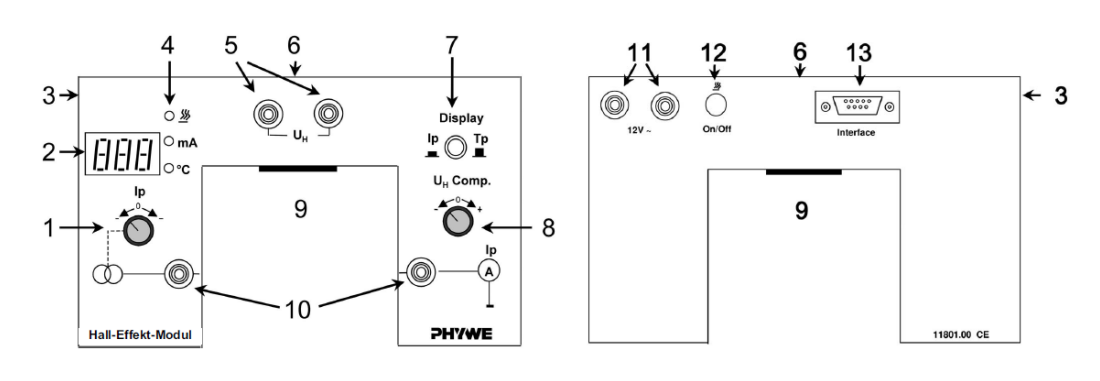 4
5
6
7
3
Display
Ip
Tp
U_H
2
mA
°C
U_H Comp.
Ip
- 0 -
- 0 +
9
1
8
Ip
A
10
Hall-Effekt-Modul
PHYWE
11
12
6
13
3
12V ~
On/Off
Interface
9
11801.00 CE